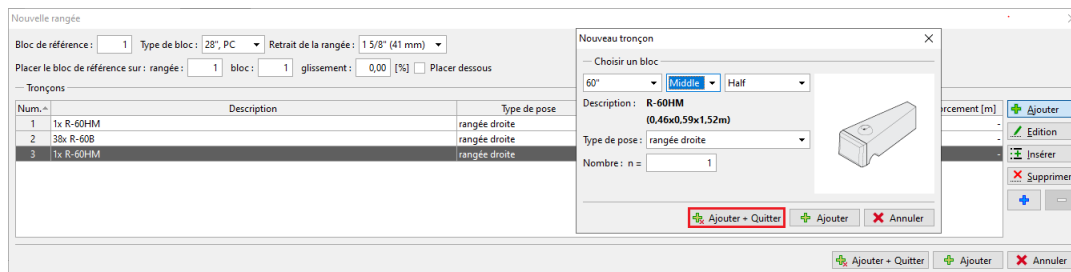 Nouvelle rangée
Bloc de référence : 1 Type de bloc : 28", PC Retrait de la rangée : 1 5/8" (41 mm)
Placer le bloc de référence sur : rangée : 1 bloc : 1 glissement : 0,00 [%] Placer dessous
Tronçons
Num. Description Type de pose rcement [m]
1 1x R-60HM rangée droite -
2 38x R-60B rangée droite -
3 1x R-60HM rangée droite -
Ajouter
Edition
Insérer
Supprimer
Nouveau tronçon
Choisir un bloc
60" Middle Half
Description : R-60HM
(0,46x0,59x1,52m)
Type de pose : rangée droite
Nombre : n = 1
Ajouter + Quitter Ajouter Annuler
Ajouter + Quitter Ajouter Annuler